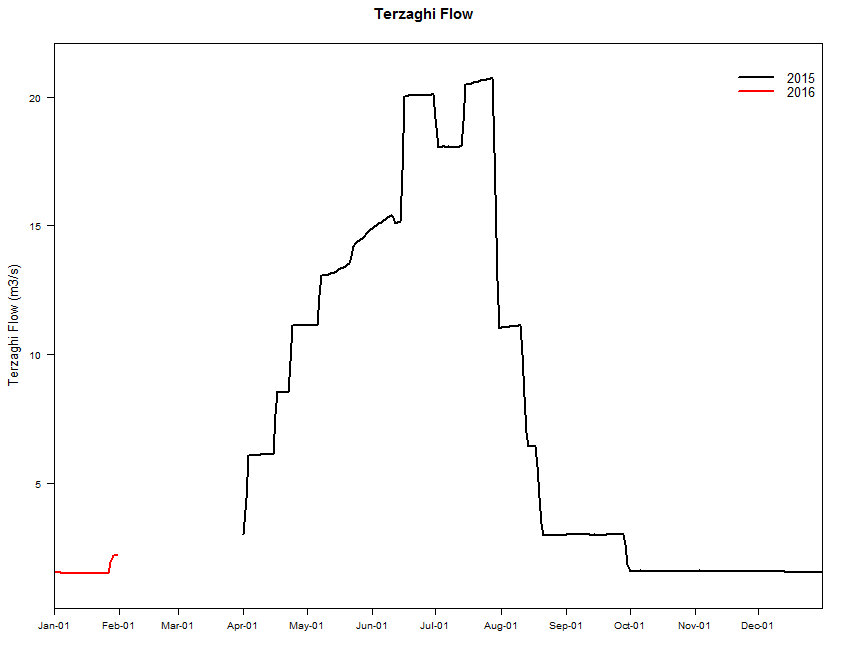 Terzaghi Flow
2015
2016
Terzaghi Flow (m3/s)
20
15
10
5
Jan-01 Feb-01 Mar-01 Apr-01 May-01 Jun-01 Jul-01 Aug-01 Sep-01 Oct-01 Nov-01 Dec-01